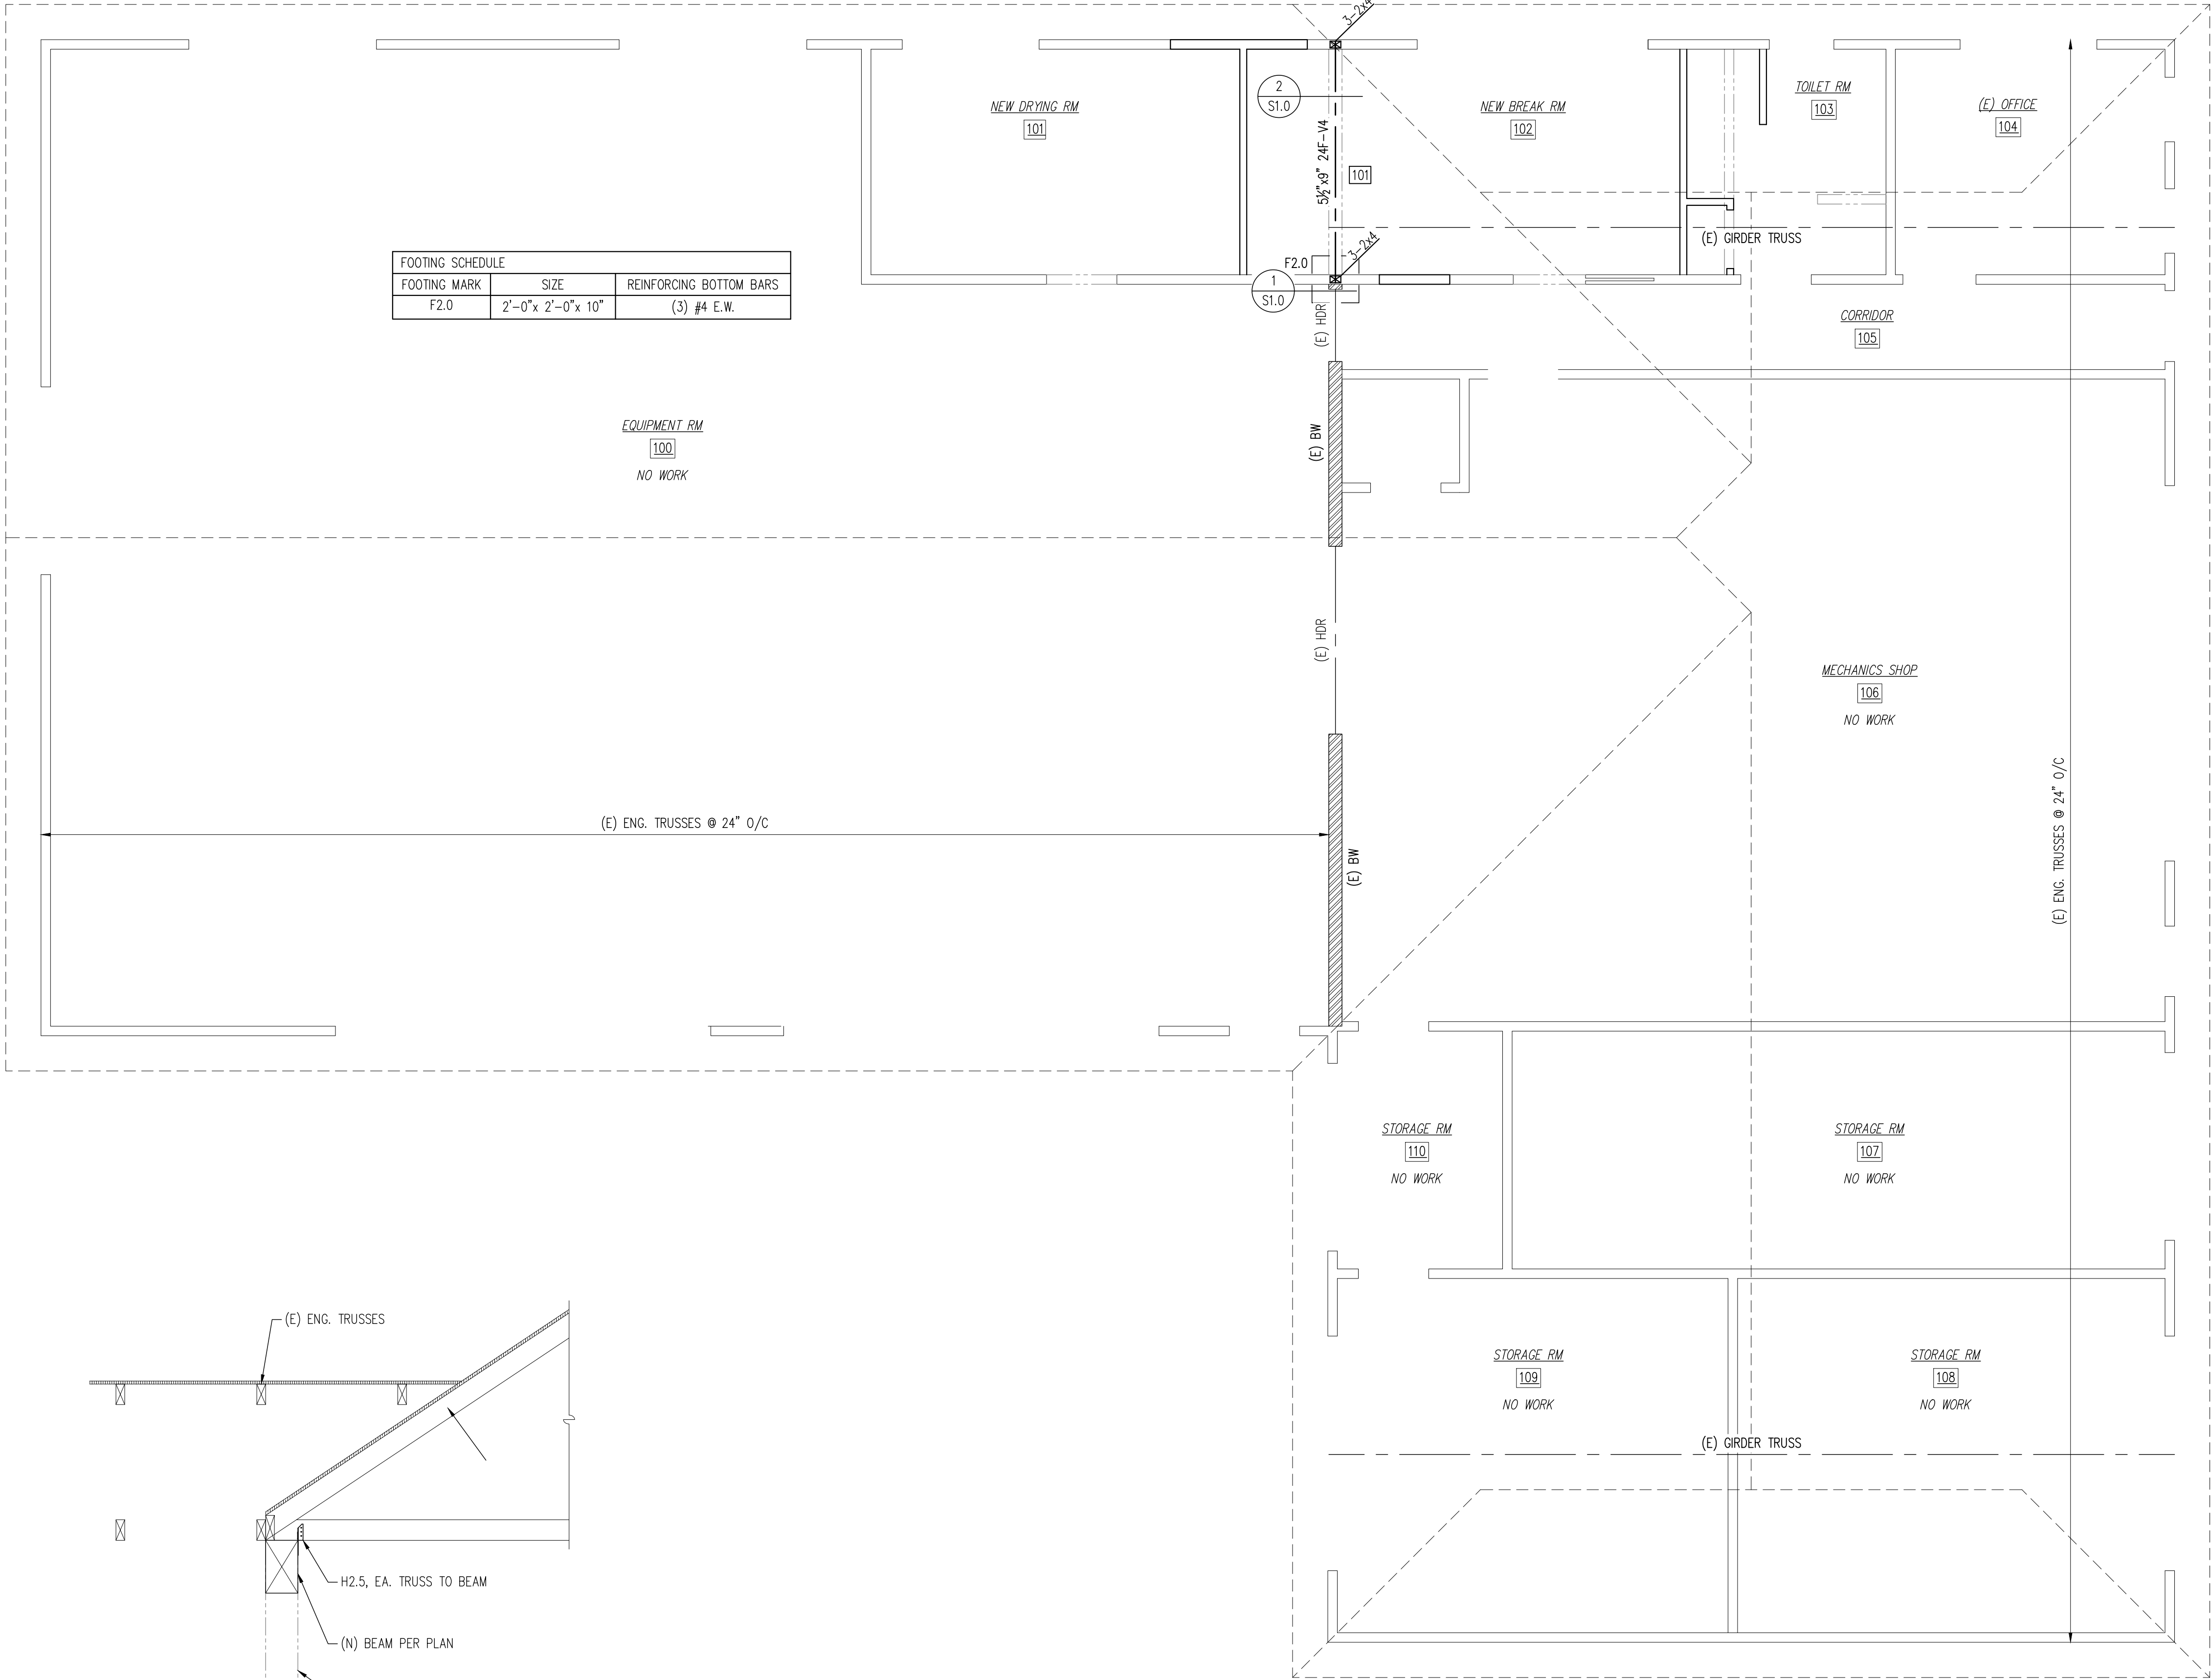 3-2x4
NEW DRYING RM
101
2
S1.0
5½"x9" 24F-V4
101
NEW BREAK RM
102
TOILET RM
103
(E) OFFICE
104
(E) GIRDER TRUSS
3-2x4
F2.0
1
S1.0
(E) HDR
CORRIDOR
105
FOOTING SCHEDULE
FOOTING MARK SIZE REINFORCING BOTTOM BARS
F2.0 2'-0"x 2'-0"x 10" (3) #4 E.W.
EQUIPMENT RM
100
NO WORK
(E) BW
(E) HDR
MECHANICS SHOP
106
NO WORK
(E) ENG. TRUSSES @ 24" O/C
(E) BW
(E) ENG. TRUSSES @ 24" O/C
STORAGE RM
110
NO WORK
STORAGE RM
107
NO WORK
STORAGE RM
109
NO WORK
STORAGE RM
108
NO WORK
(E) GIRDER TRUSS
(E) ENG. TRUSSES
H2.5, EA. TRUSS TO BEAM
(N) BEAM PER PLAN